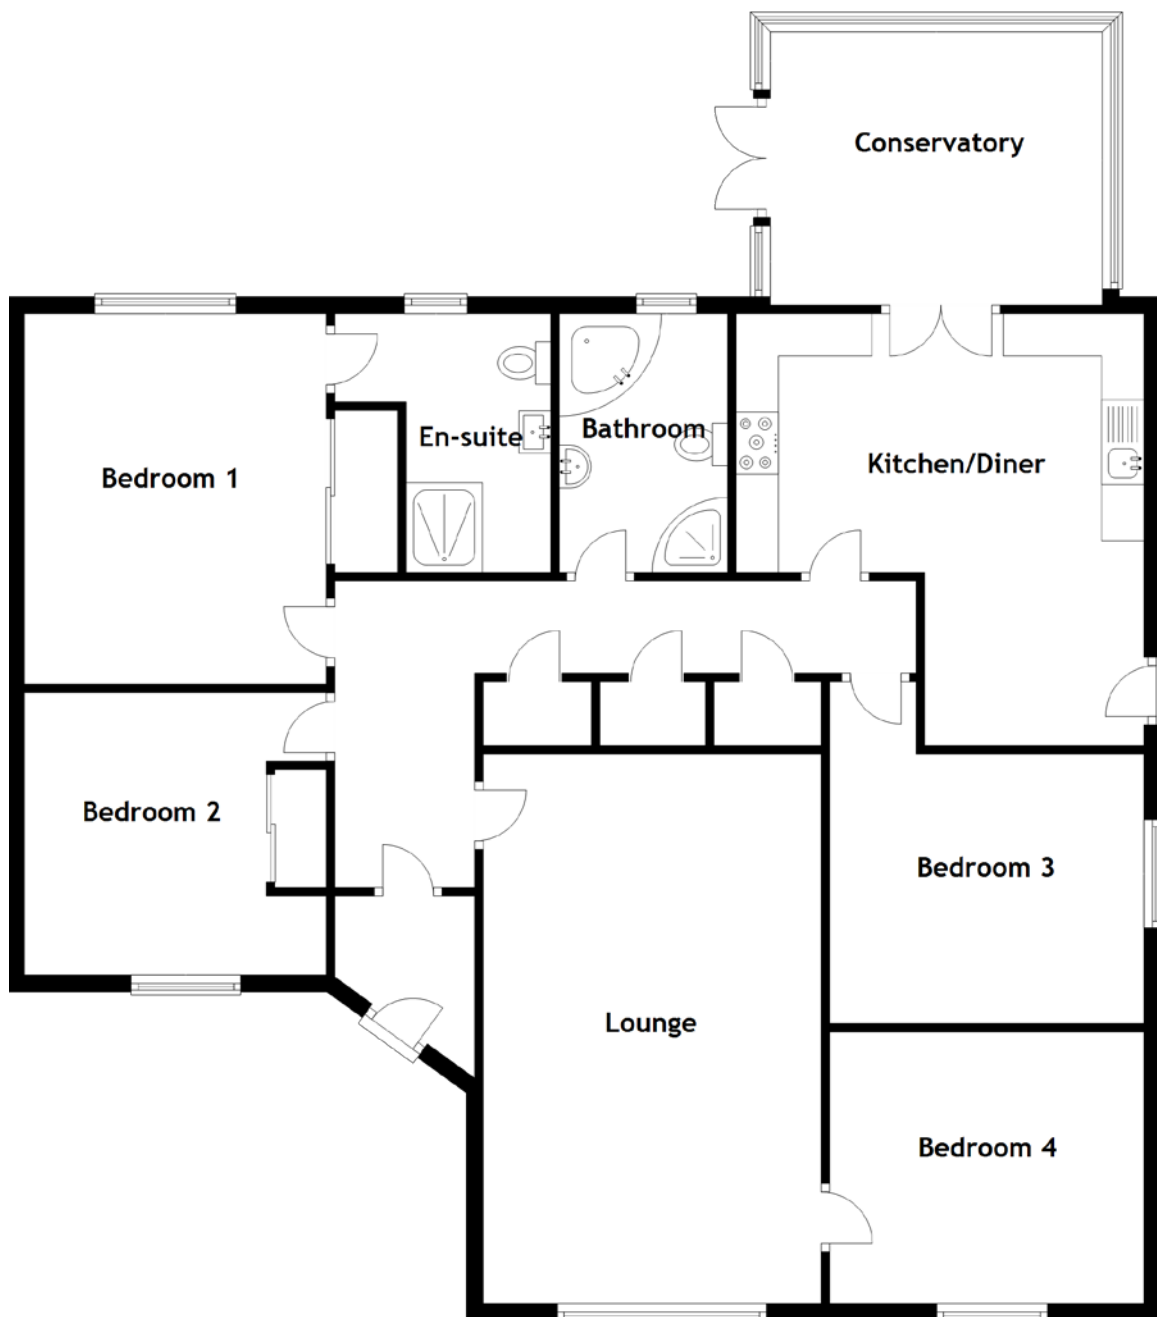 Conservatory
En-suite
Bathroom
Kitchen/Diner
Bedroom 1
Bedroom 2
Bedroom 3
Lounge
Bedroom 4